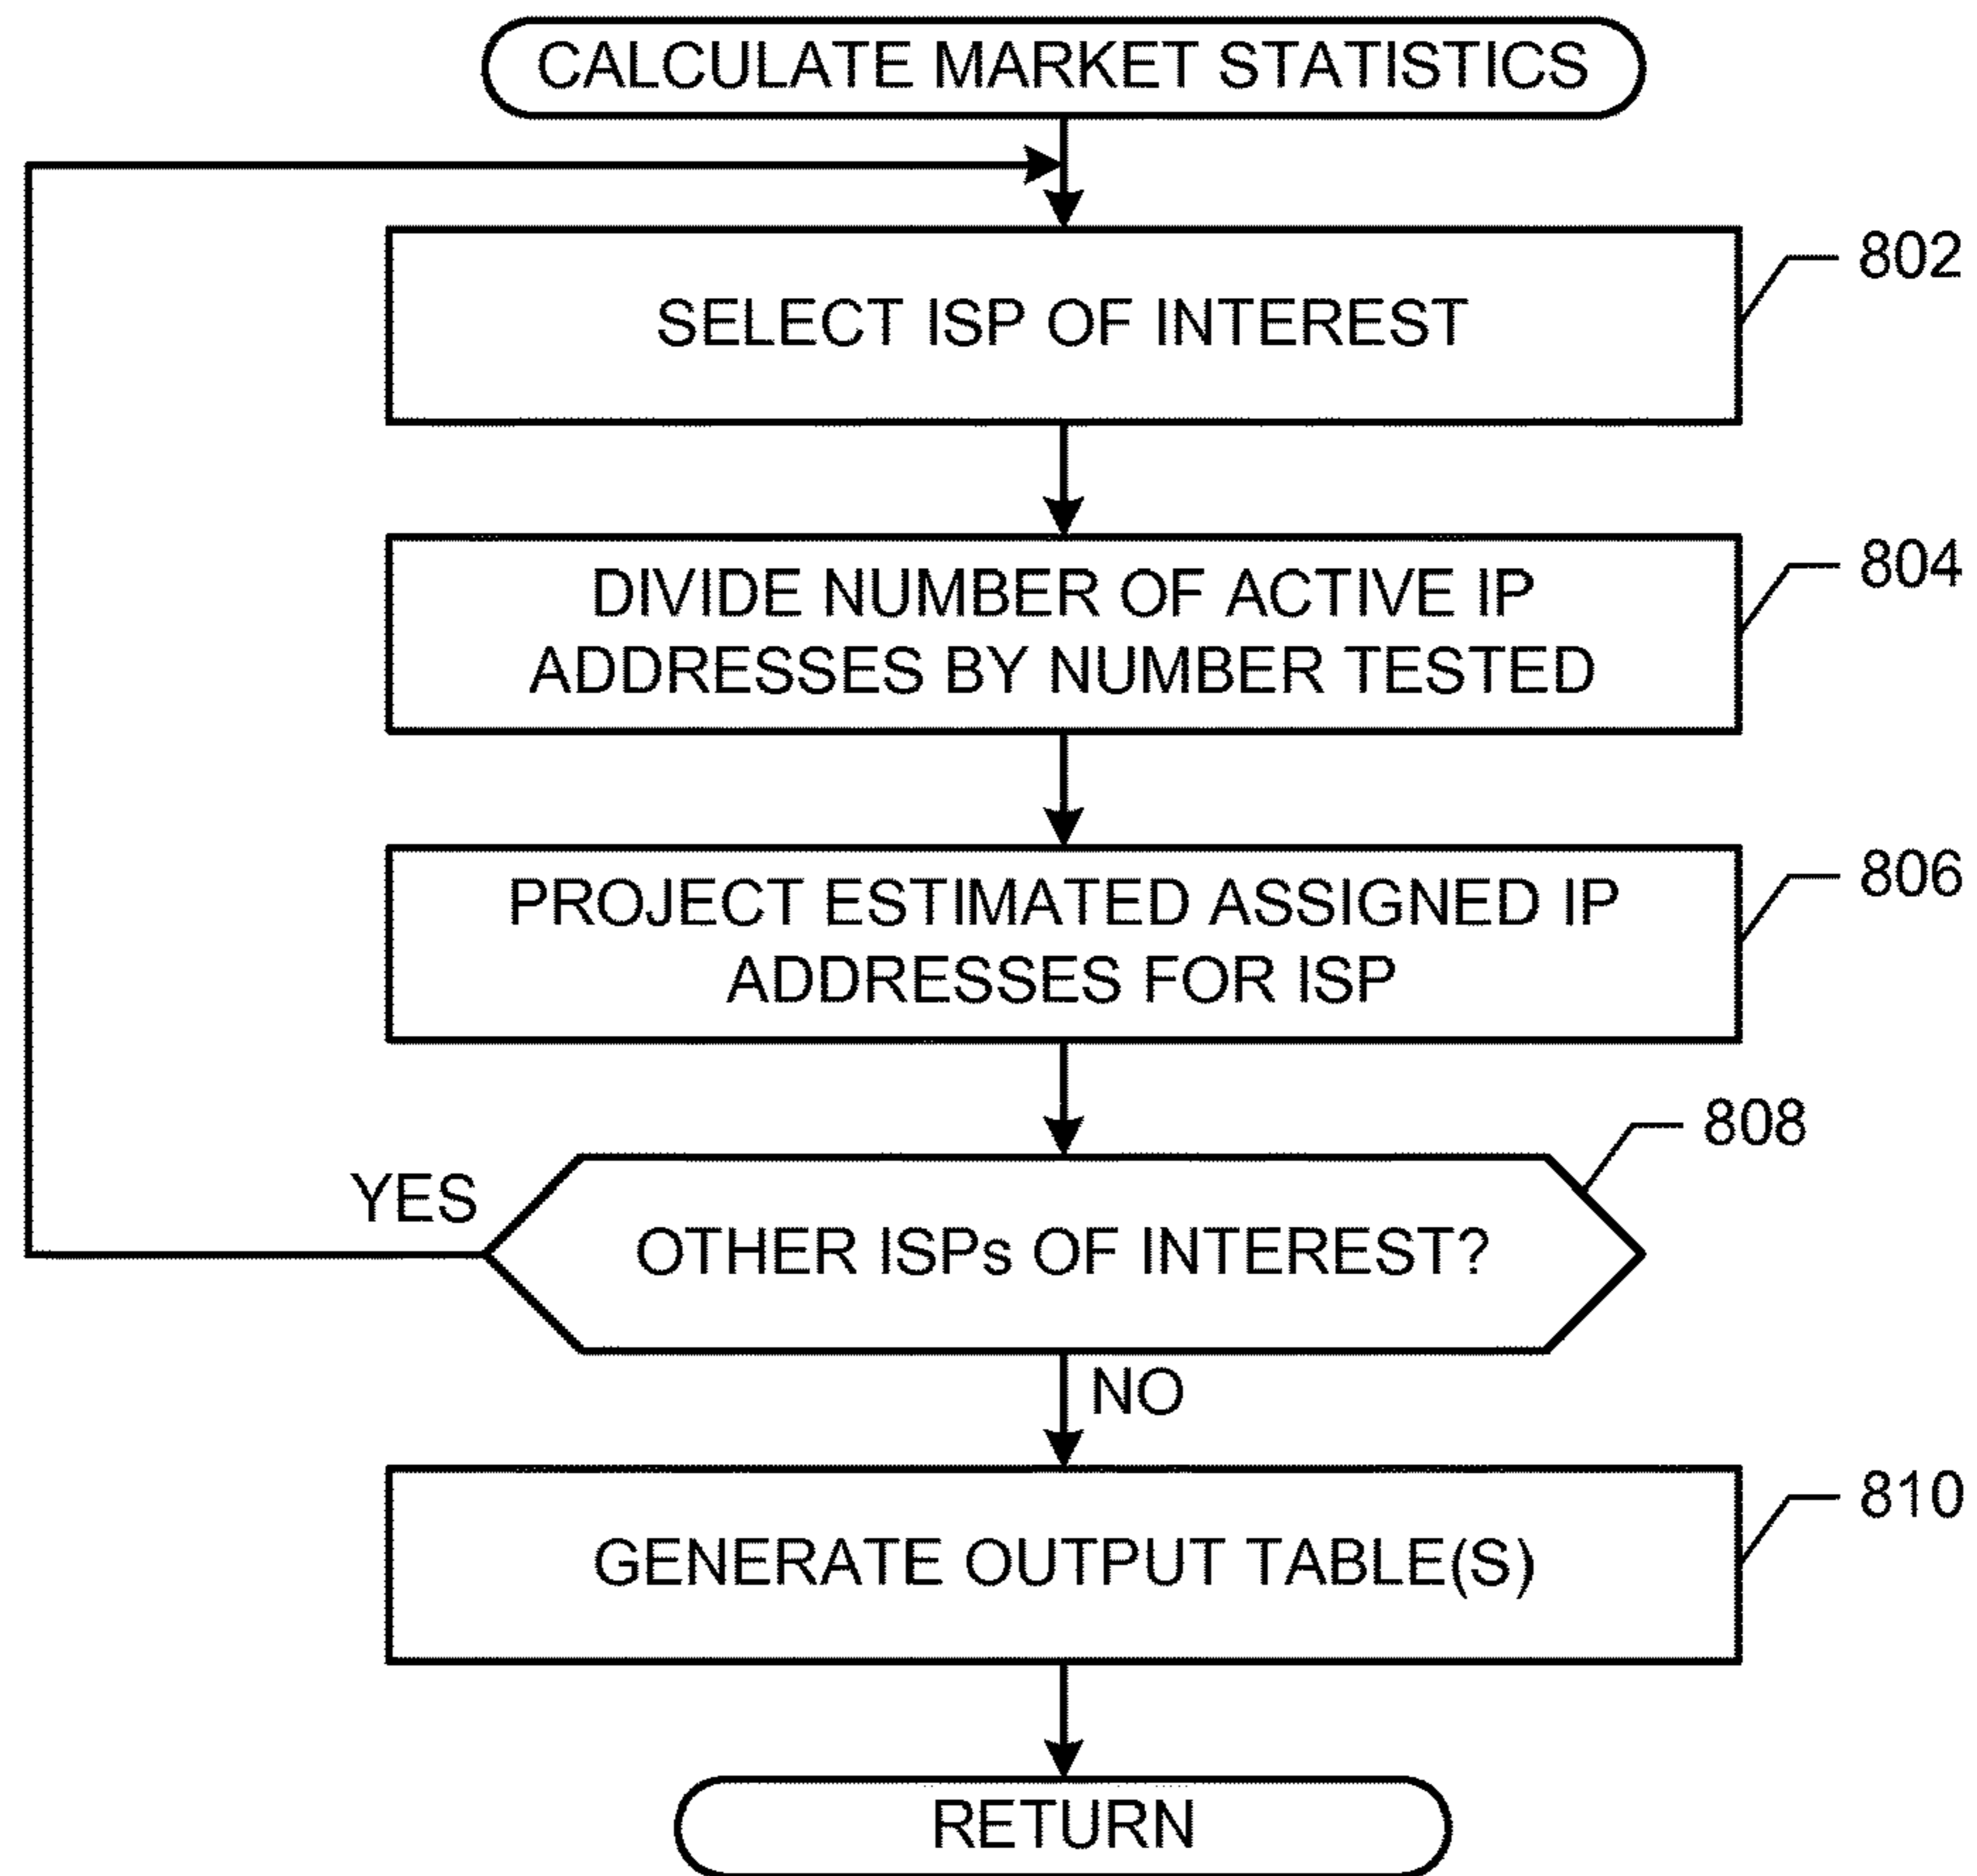 CALCULATE MARKET STATISTICS
802
SELECT ISP OF INTEREST
804
DIVIDE NUMBER OF ACTIVE IP
ADDRESSES BY NUMBER TESTED
806
PROJECT ESTIMATED ASSIGNED IP
ADDRESSES FOR ISP
808
YES
OTHER ISPs OF INTEREST?
NO
810
GENERATE OUTPUT TABLE(S)
RETURN